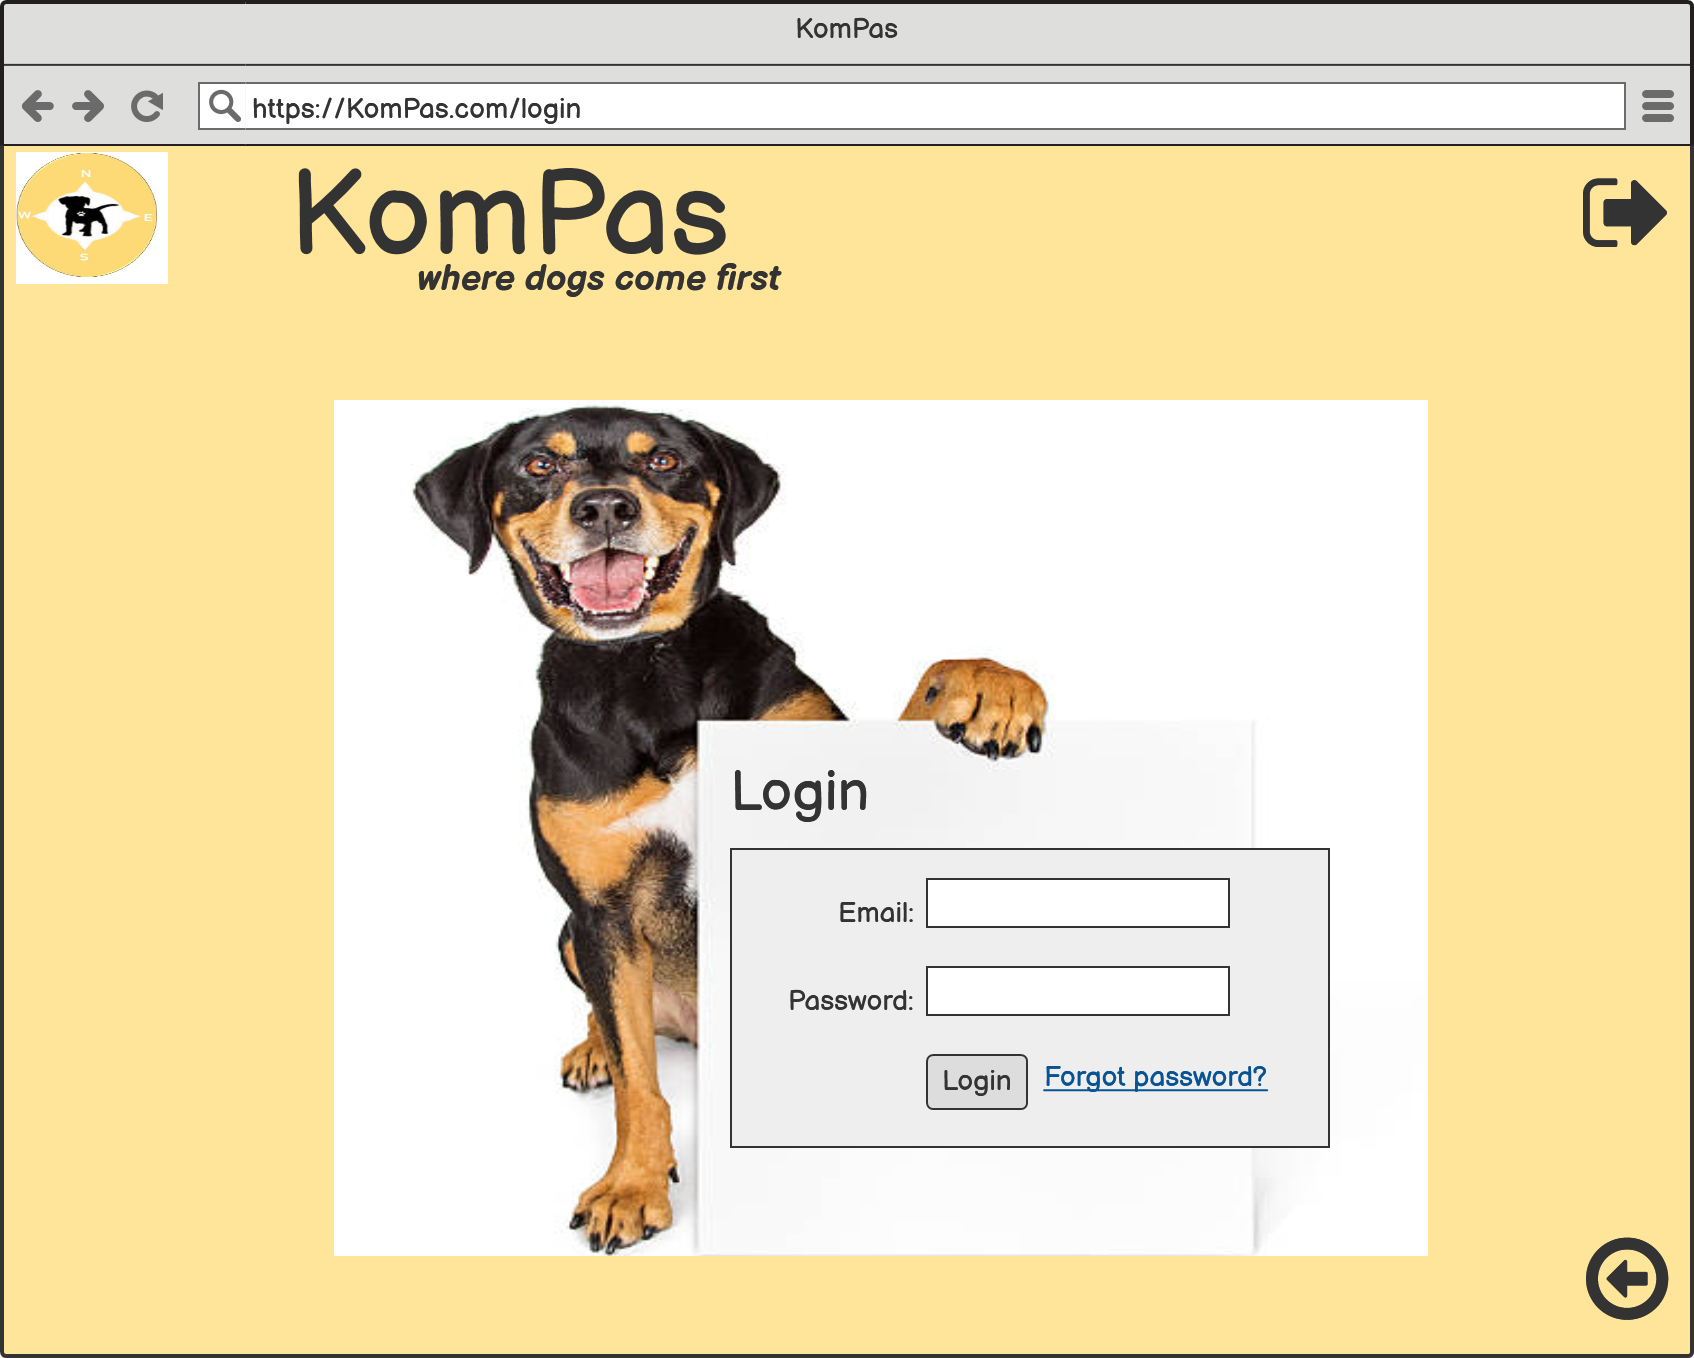 KomPas
https://KomPas.com/login
N
W
E
S
KomPas
where dogs come first
Login
Email:
Password:
Login
Forgot password?